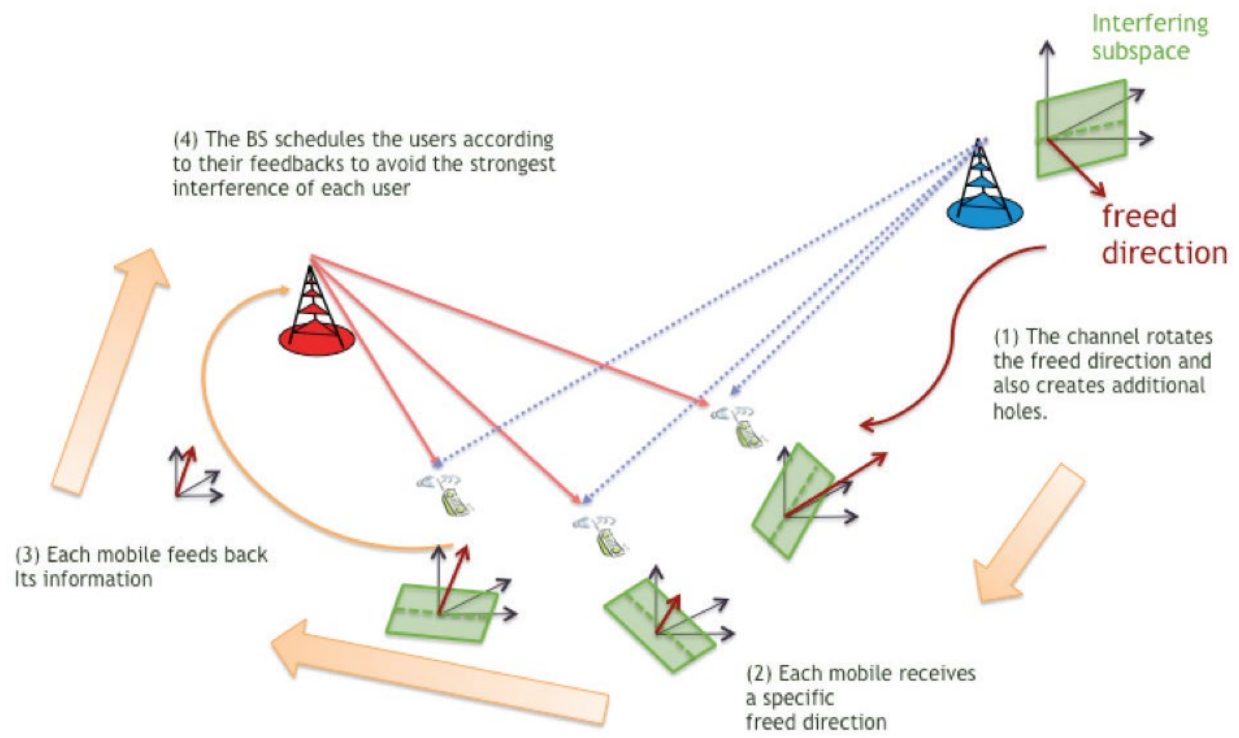 Interfering
subspace
(4) The BS schedules the users according
to their feedbacks to avoid the strongest
interference of each user
freed
direction
(1) The channel rotates
the freed direction and
also creates additional
holes.
(3) Each mobile feeds back
Its information
(2) Each mobile receives
a specific
freed direction